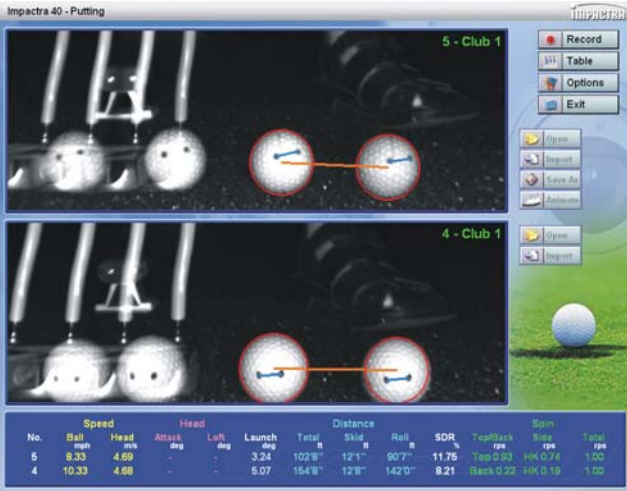 Impactra 40 - Putting
IMPACTRA
5 - Club 1
Record
Table
Options
Exit
Open
Import
Save As
Animate
4 - Club 1
Open
Import
Speed Head Distance Spin
No. Ball Head Attack Loft Launch Total Skid Roll SDR Top/Back Side Total
mph m/s deg deg deg ft ft ft % rps rps rps
5 8.33 4.69 - - 3.24 102'8" 12'1" 90'7" 11.75 Top 0.93 HK 0.74 1.00
4 10.33 4.68 - - 5.07 154'8" 12'8" 142'0" 8.21 Back 0.22 HK 0.19 1.00